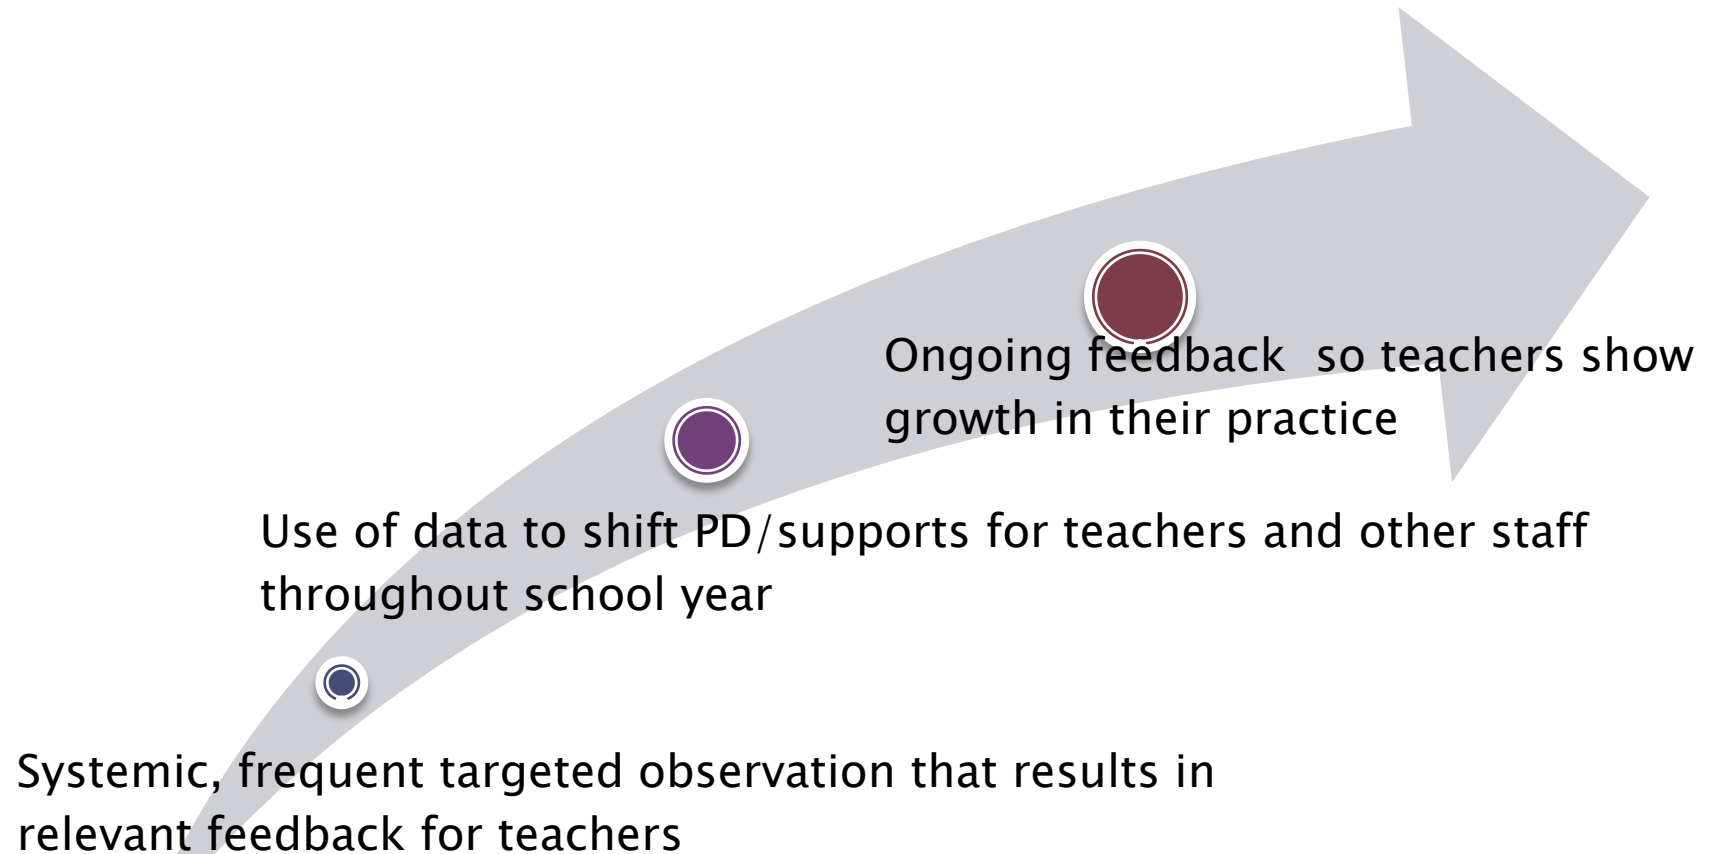 Ongoing feedback  so teachers show
growth in their practice
Use of data to shift PD/supports for teachers and other staff
throughout school year
Systemic, frequent targeted observation that results in
relevant feedback for teachers